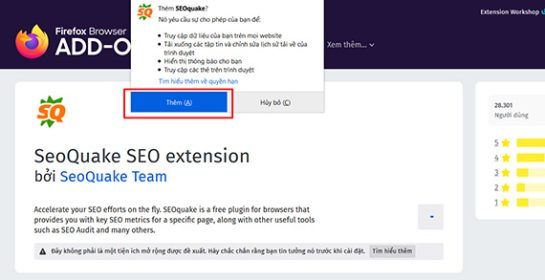 Firefox Browser
ADD-O
Extension Workshop
Thêm SEOquake?
Nó yêu cầu sự cho phép của bạn để:
• Truy cập dữ liệu của bạn trên mọi website
• Tải xuống các tập tin và chỉnh sửa lịch sử tải về của
trình duyệt
• Hiển thị thông báo cho bạn
• Truy cập các thẻ trên trình duyệt
Tìm hiểu thêm về quyền hạn
Thêm (A)
Hủy bỏ (C)
Xem thêm...
SQ
SQ
SeoQuake SEO extension
bởi SeoQuake Team
Accelerate your SEO efforts on the fly. SEOquake is a free plugin for browsers that
provides you with key SEO metrics for a specific page, along with other useful tools
such as SEO Audit and many others.
-
Đây không phải là một tiện ích mở rộng được đề xuất. Hãy chắc chắn rằng bạn tin tưởng nó trước khi cài đặt.
Tìm hiểu thêm
28.301
Người dùng
5
4
3
2
1